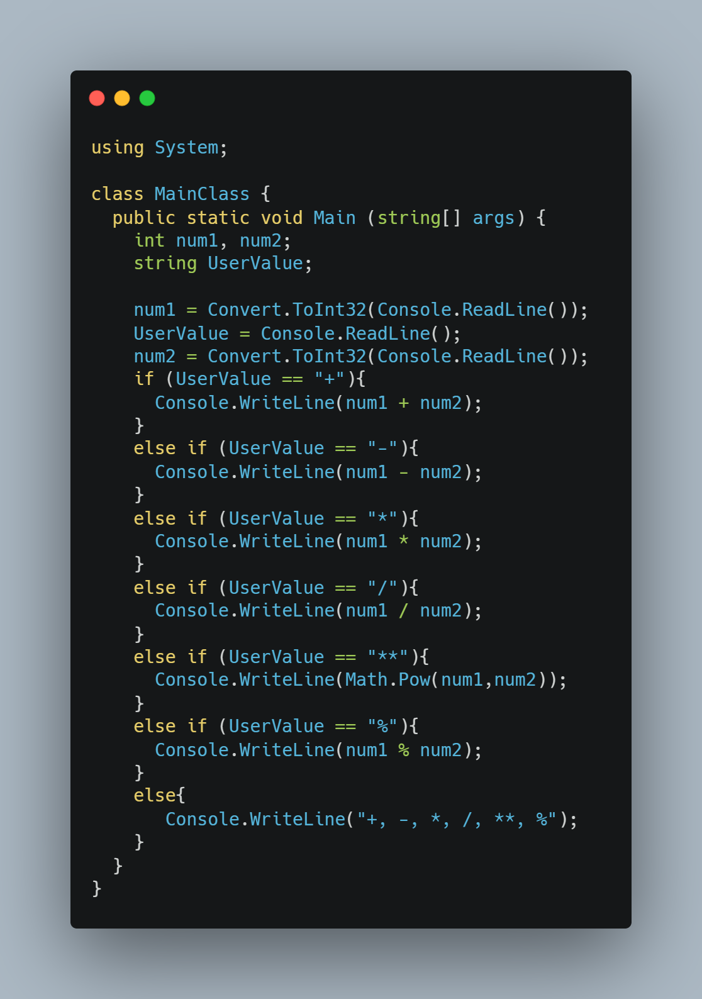 using System;

class MainClass {
  public static void Main (string[] args) {
    int num1, num2;
    string UserValue;

    num1 = Convert.ToInt32(Console.ReadLine());
    UserValue = Console.ReadLine();
    num2 = Convert.ToInt32(Console.ReadLine());
    if (UserValue == "+"){
      Console.WriteLine(num1 + num2);
    }
    else if (UserValue == "-"){
      Console.WriteLine(num1 - num2);
    }
    else if (UserValue == "*"){
      Console.WriteLine(num1 * num2);
    }
    else if (UserValue == "/"){
      Console.WriteLine(num1 / num2);
    }
    else if (UserValue == "**"){
      Console.WriteLine(Math.Pow(num1,num2));
    }
    else if (UserValue == "%"){
      Console.WriteLine(num1 % num2);
    }
    else{
       Console.WriteLine("+, -, *, /, **, %");
    }
  }
}